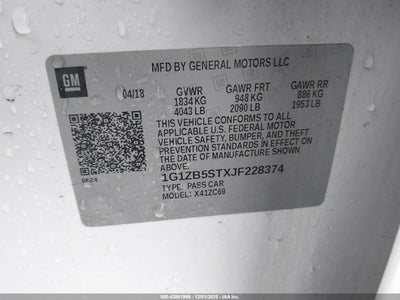 MFD BY GENERAL MOTORS LLC
GM
04/18 GVWR GAWR FRT GAWR RR
1834 KG 948 KG 886 KG
4043 LB 2090 LB 1953 LB
THIS VEHICLE CONFORMS TO ALL
APPLICABLE U.S. FEDERAL MOTOR
VEHICLE SAFETY, BUMPER, AND THEFT
PREVENTION STANDARDS IN EFFECT ON
THE DATE OF MANUFACTURE SHOWN
ABOVE.
1G1ZB5STXJF228374
TYPE: PASS CAR
MODEL: X41ZC69